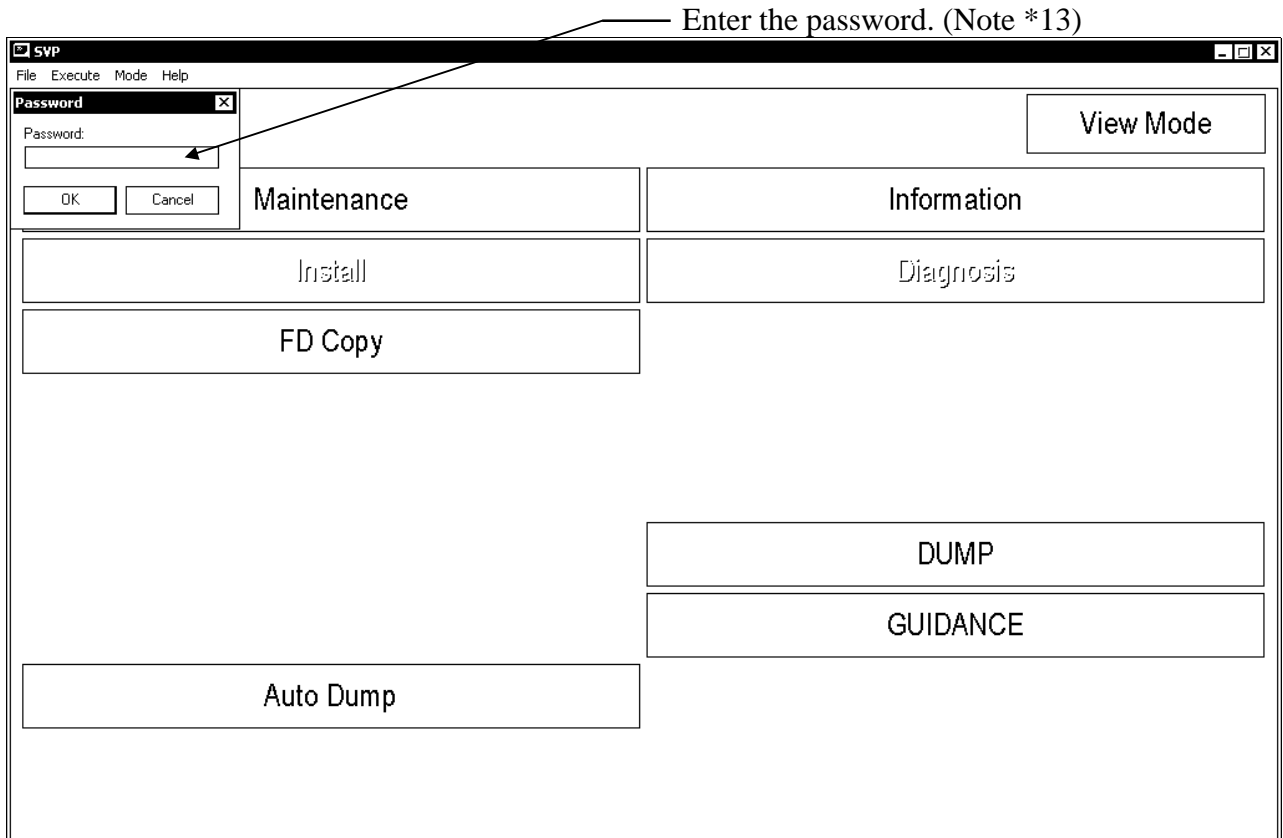 Enter the password. (Note *13)
SVP
File Execute Mode Help
Password
Password:
OK Cancel
View Mode
Maintenance
Information
Install
Diagnosis
FD Copy
DUMP
GUIDANCE
Auto Dump